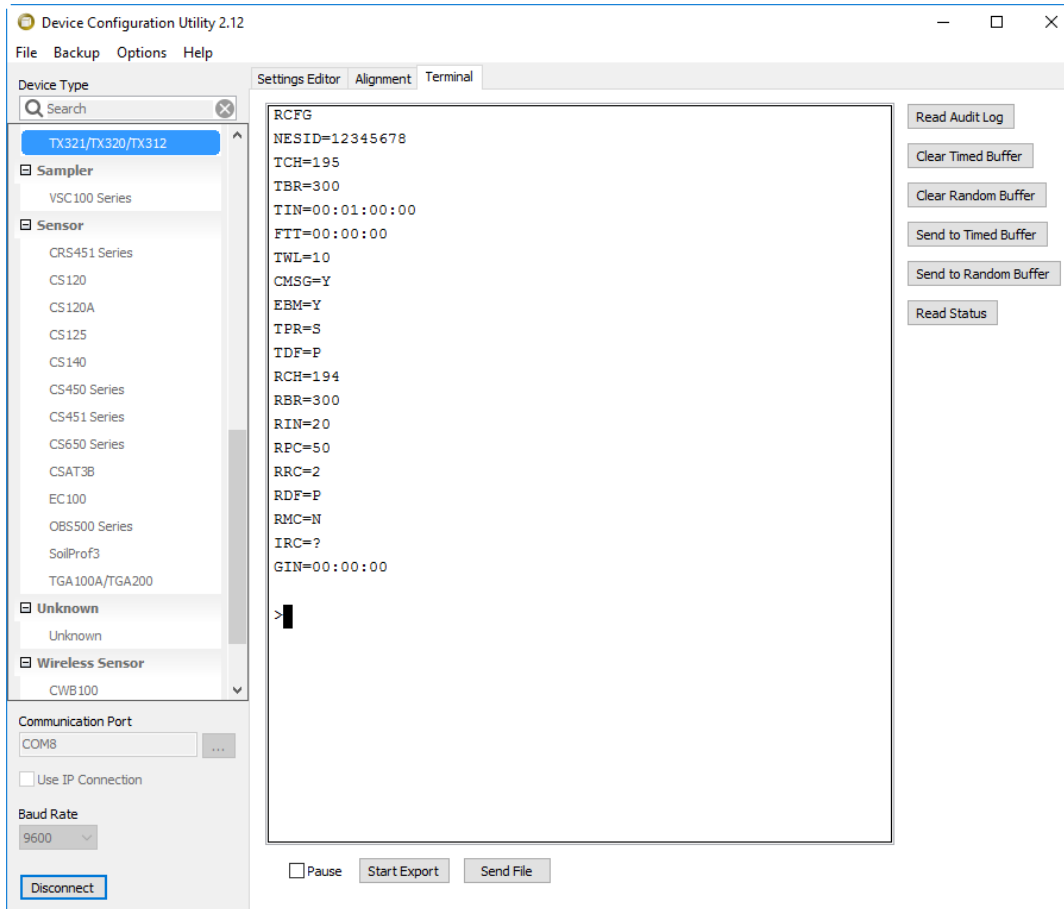 Device Configuration Utility 2.12
File Backup Options Help
Device Type
Search
TX321/TX320/TX312
Sampler
VSC100 Series
Sensor
CRS451 Series
CS120
CS120A
CS125
CS140
CS450 Series
CS451 Series
CS650 Series
CSAT3B
EC100
OBS500 Series
SoilProf3
TGA100A/TGA200
Unknown
Unknown
Wireless Sensor
CWB100
Communication Port
COM8
...
Use IP Connection
Baud Rate
9600
Disconnect
Settings Editor Alignment Terminal
RCFG
NESID=12345678
TCH=195
TBR=300
TIN=00:01:00:00
FTT=00:00:00
TWL=10
CMSG=Y
EBM=Y
TPR=S
TDF=P
RCH=194
RBR=300
RIN=20
RPC=50
RRC=2
RDF=P
RMC=N
IRC=?
GIN=00:00:00
>
Pause Start Export Send File
Read Audit Log
Clear Timed Buffer
Clear Random Buffer
Send to Timed Buffer
Send to Random Buffer
Read Status